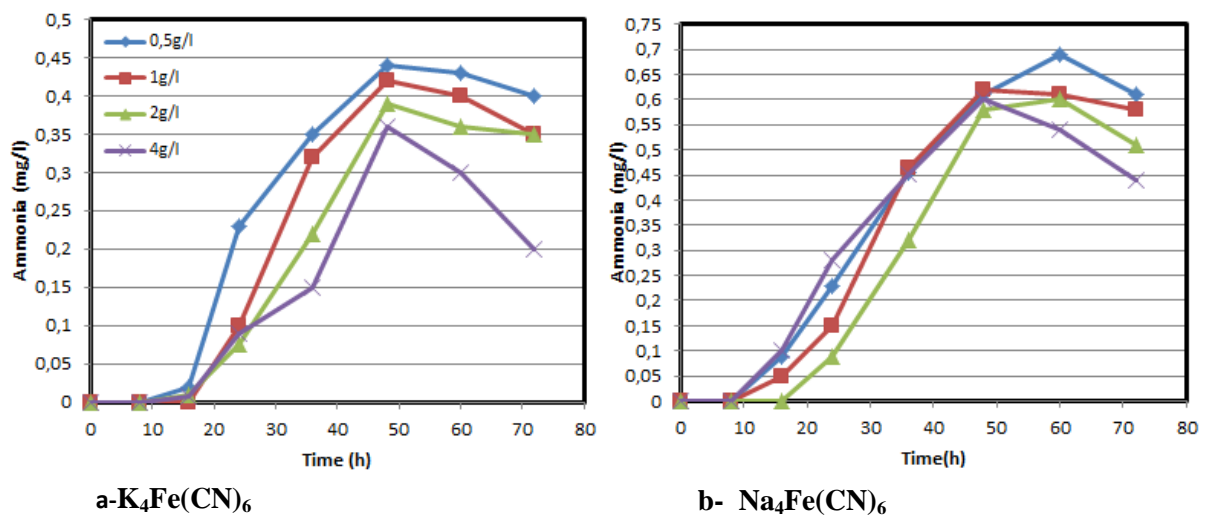 0,5
0,45
0,4
0,35
0,3
0,25
0,2
0,15
0,1
0,05
0
Ammonia (mg/l)
0,5g/l
1g/l
2g/l
4g/l
0 10 20 30 40 50 60 70 80
Time (h)
a-K₄Fe(CN)₆
0,75
0,7
0,65
0,6
0,55
0,5
0,45
0,4
0,35
0,3
0,25
0,2
0,15
0,1
0,05
0
Ammonia (mg/l)
0 10 20 30 40 50 60 70 80
Time(h)
b- Na₄Fe(CN)₆